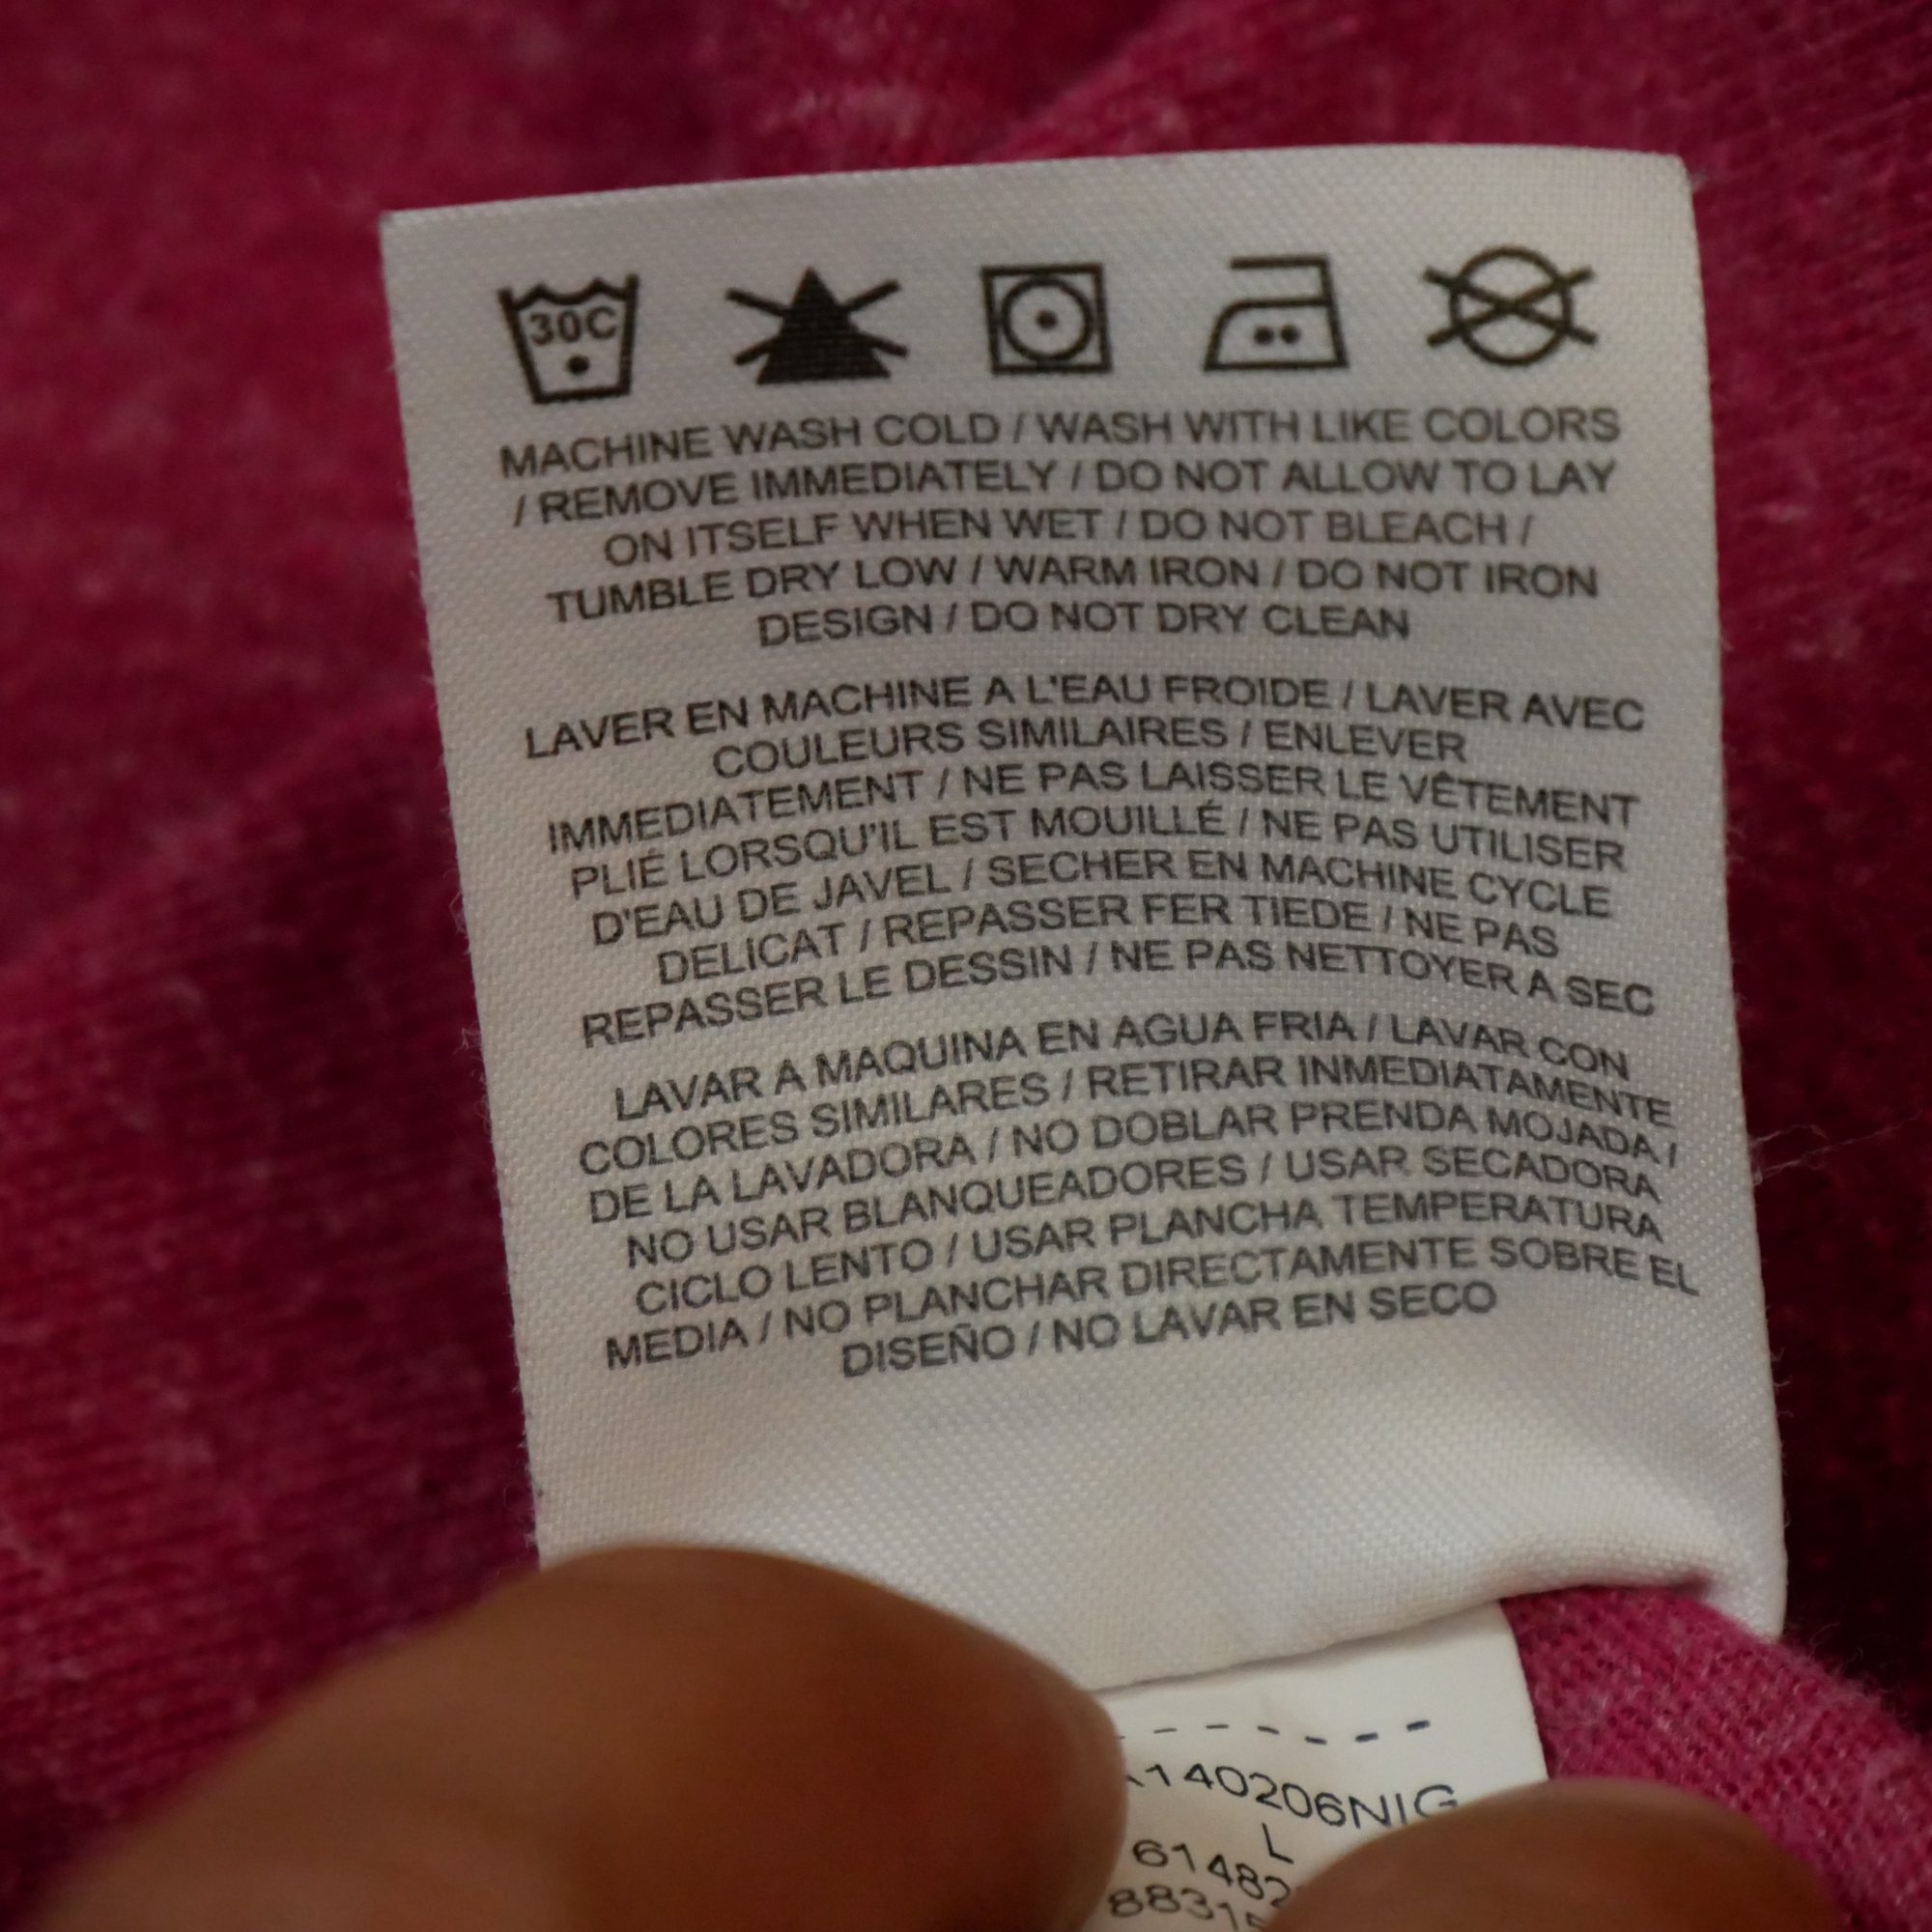 30C
MACHINE WASH COLD / WASH WITH LIKE COLORS
/ REMOVE IMMEDIATELY / DO NOT ALLOW TO LAY
ON ITSELF WHEN WET / DO NOT BLEACH /
TUMBLE DRY LOW / WARM IRON / DO NOT IRON
DESIGN / DO NOT DRY CLEAN
LAVER EN MACHINE A L'EAU FROIDE / LAVER AVEC
COULEURS SIMILAIRES / ENLEVER
IMMEDIATEMENT / NE PAS LAISSER LE VÊTEMENT
PLIÉ LORSQU'IL EST MOUILLÉ / NE PAS UTILISER
D'EAU DE JAVEL / SECHER EN MACHINE CYCLE
DELICAT / REPASSER FER TIEDE / NE PAS
REPASSER LE DESSIN / NE PAS NETTOYER A SEC
LAVAR A MAQUINA EN AGUA FRIA / LAVAR CON
COLORES SIMILARES / RETIRAR INMEDIATAMENTE
DE LA LAVADORA / NO DOBLAR PRENDA MOJADA /
NO USAR BLANQUEADORES / USAR SECADORA
CICLO LENTO / USAR PLANCHA TEMPERATURA
MEDIA / NO PLANCHAR DIRECTAMENTE SOBRE EL
DISEÑO / NO LAVAR EN SECO
140206NIG
L
61482
8831